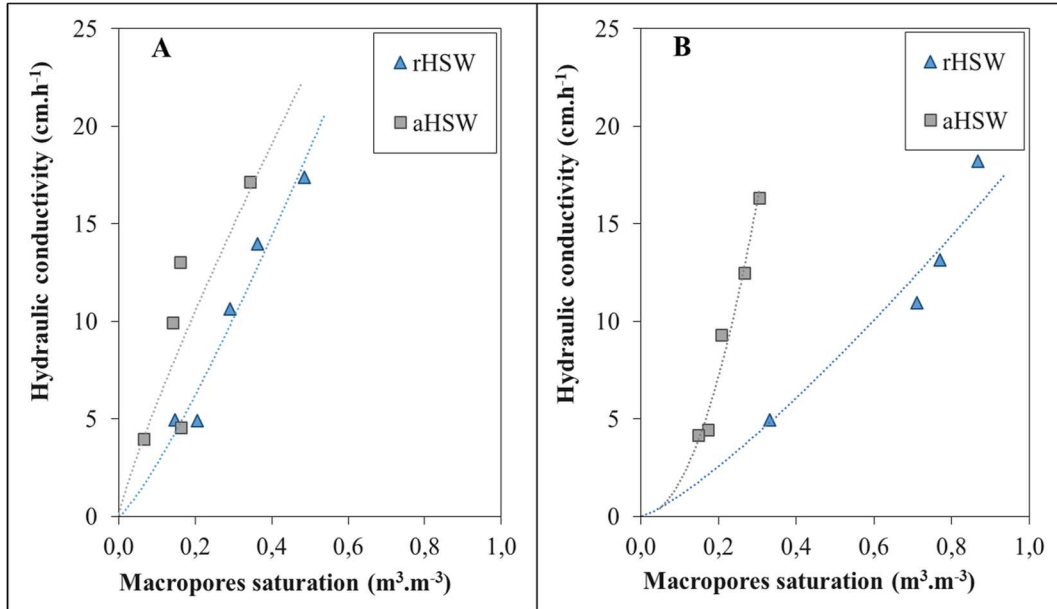 A
rHSW
aHSW
25
20
15
10
5
0
0,0 0,2 0,4 0,6 0,8 1,0
Hydraulic conductivity (cm.h⁻¹)
Macropores saturation (m³.m⁻³)
B
rHSW
aHSW
25
20
15
10
5
0
0,0 0,2 0,4 0,6 0,8 1,0
Hydraulic conductivity (cm.h⁻¹)
Macropores saturation (m³.m⁻³)